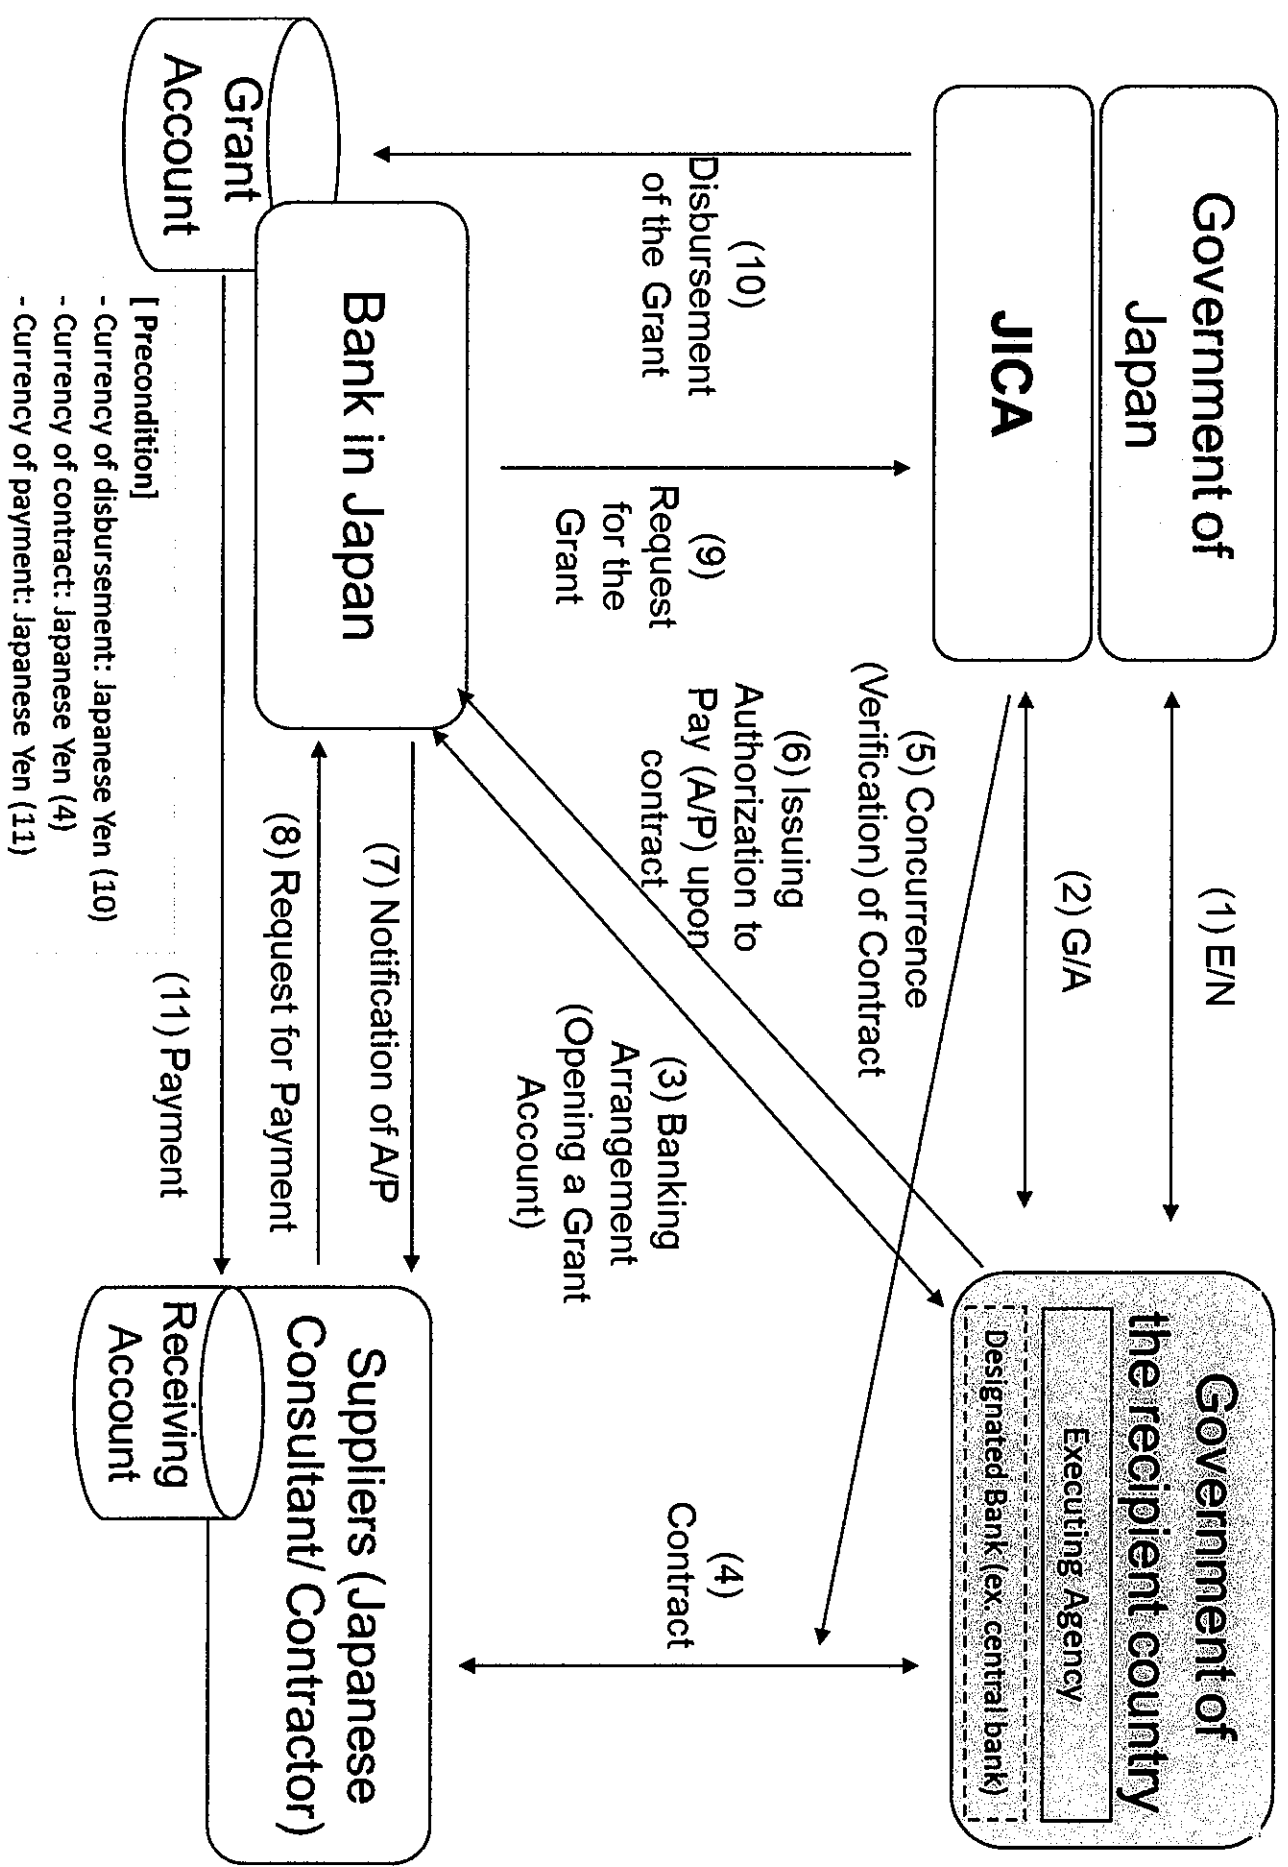 Government of
Japan
JICA
(1) E/N
(2) G/A
Government of
the recipient country
Executing Agency
Designated Bank (ex. central bank)
(5) Concurrence
(Verification) of Contract
(10)
Disbursement
of the Grant
(9)
Request
for the
Grant
(6) Issuing
Authorization to
Pay (A/P) upon
contract
(3) Banking
Arrangement
(Opening a Grant
Account)
(4)
Contract
Bank in Japan
Grant
Account
(7) Notification of A/P
(8) Request for Payment
(11) Payment
Suppliers (Japanese
Consultant/ Contractor)
Receiving
Account
[ Precondition]
- Currency of disbursement: Japanese Yen (10)
- Currency of contract: Japanese Yen (4)
- Currency of payment: Japanese Yen (11)